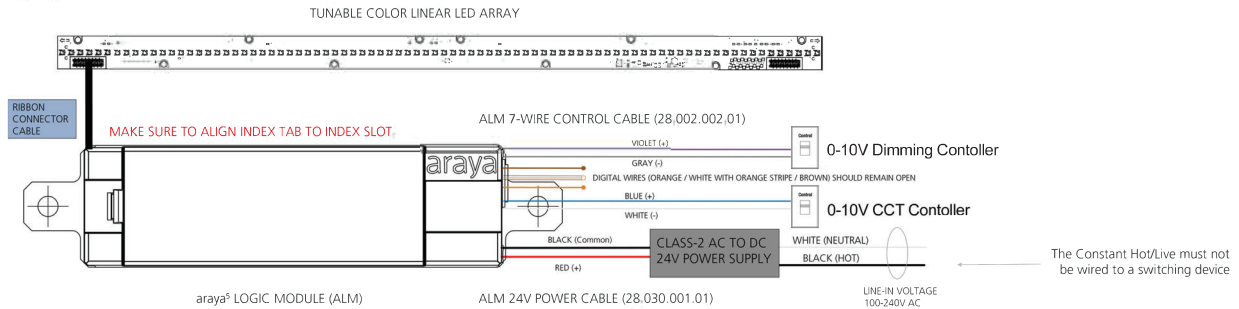 TUNABLE COLOR LINEAR LED ARRAY
RIBBON
CONNECTOR
CABLE
MAKE SURE TO ALIGN INDEX TAB TO INDEX SLOT
ALM 7-WIRE CONTROL CABLE (28.002.002.01)
araya
VIOLET (+)
GRAY (-)
Control
0-10V Dimming Contoller
DIGITAL WIRES (ORANGE / WHITE WITH ORANGE STRIPE / BROWN) SHOULD REMAIN OPEN
BLUE (+)
WHITE (-)
Control
0-10V CCT Contoller
BLACK (Common)
RED (+)
CLASS-2 AC TO DC
24V POWER SUPPLY
WHITE (NEUTRAL)
BLACK (HOT)
The Constant Hot/Live must not
be wired to a switching device
LINE-IN VOLTAGE
100-240V AC
araya⁵ LOGIC MODULE (ALM)
ALM 24V POWER CABLE (28.030.001.01)